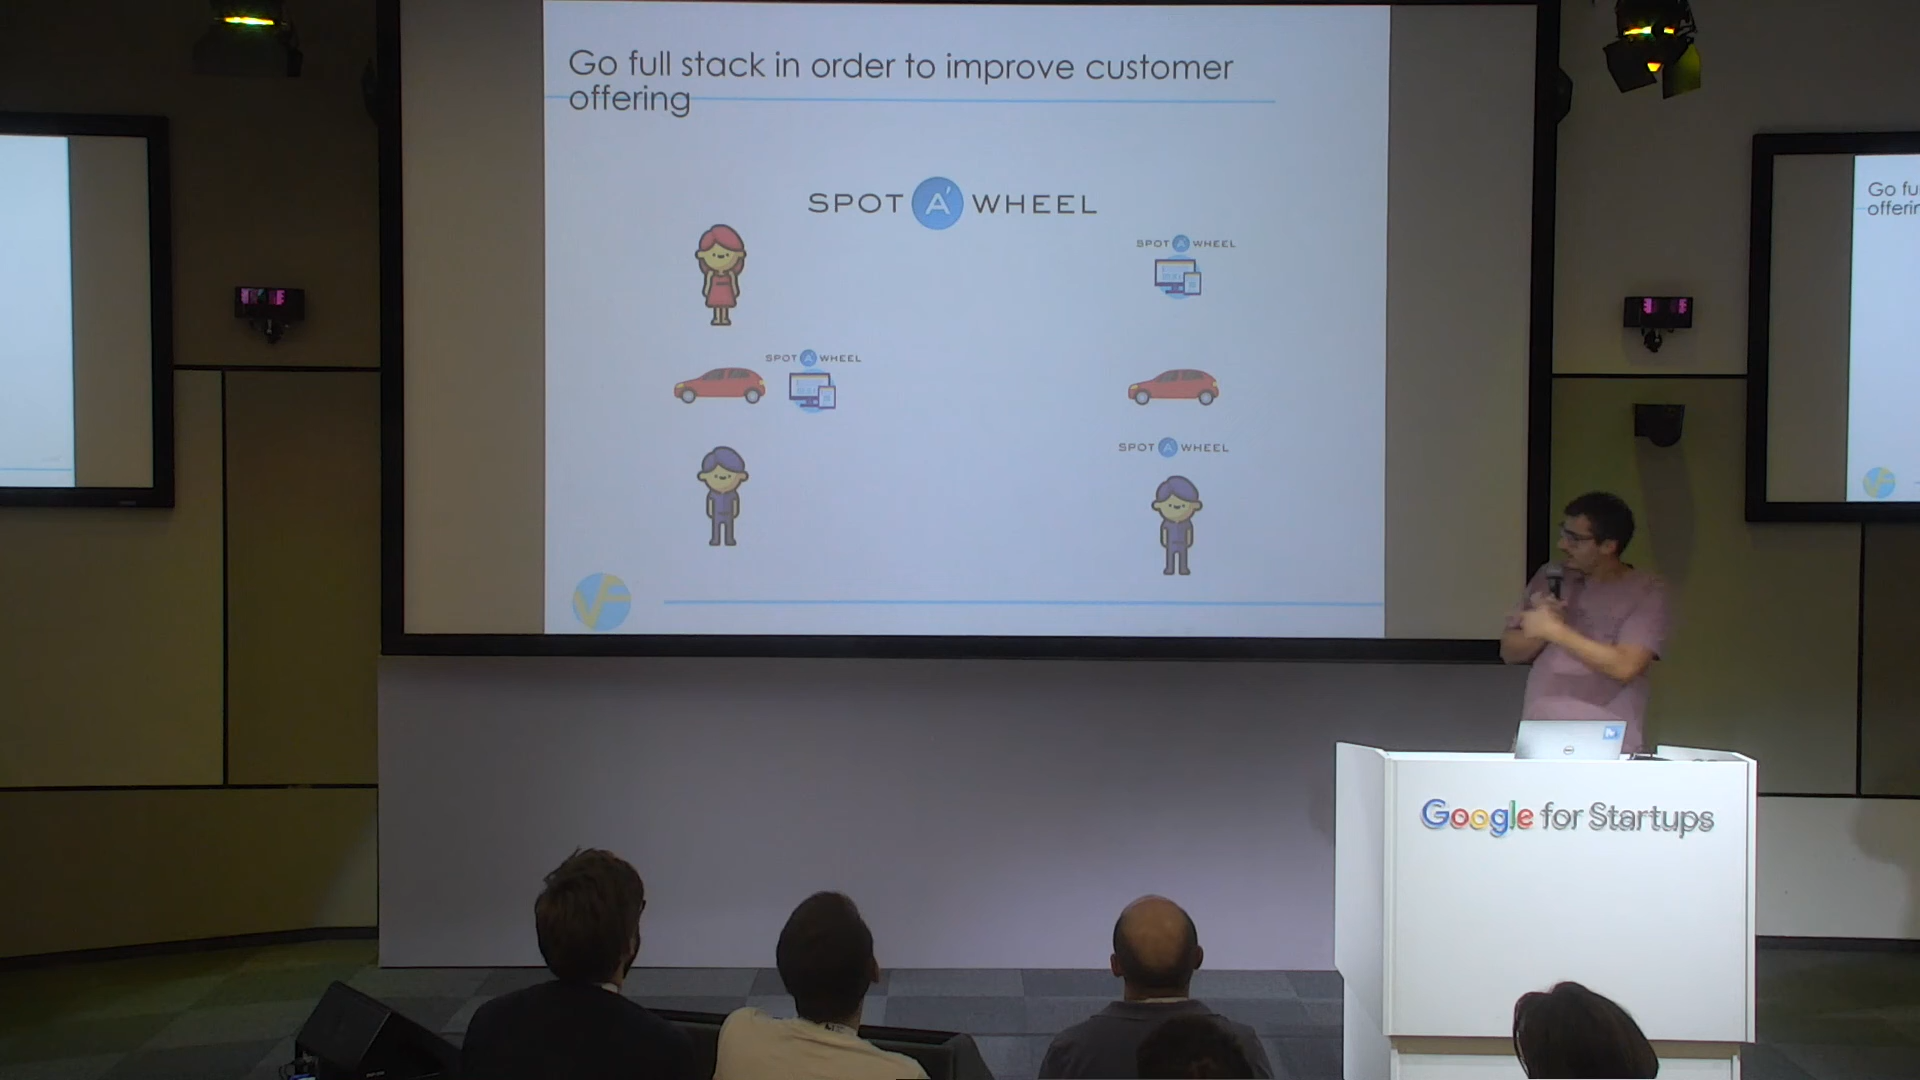 Go full stack in order to improve customer
offering
SPOT A WHEEL
SPOT A WHEEL
SPOT A WHEEL
SPOT A WHEEL
VF
Go fu
offerin
Google for Startups